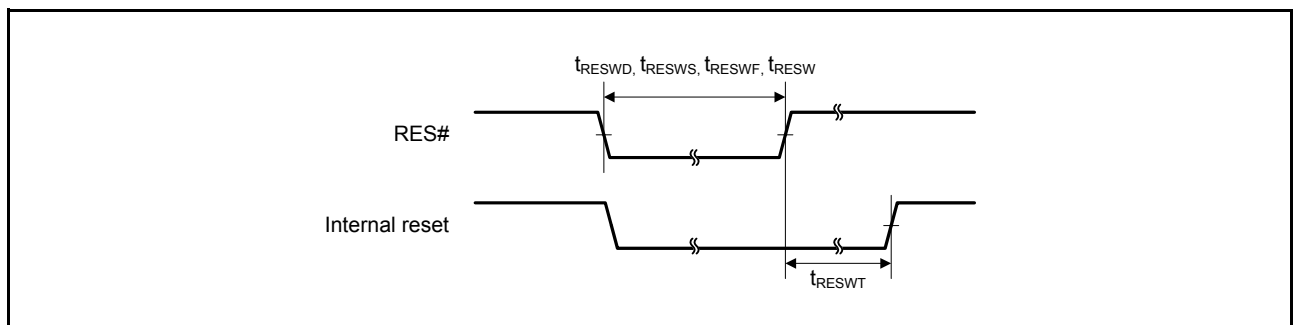 tRESWD, tRESWS, tRESWF, tRESW
RES#
Internal reset
tRESWT